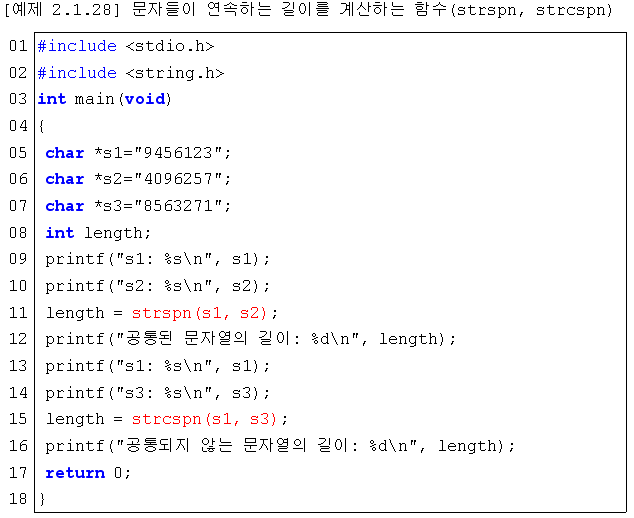 [예제 2.1.28] 문자들이 연속하는 길이를 계산하는 함수(strspn, strcspn)
01 #include <stdio.h>
02 #include <string.h>
03 int main(void)
04 {
05 char *s1="9456123";
06 char *s2="4096257";
07 char *s3="8563271";
08 int length;
09 printf("s1: %s\n", s1);
10 printf("s2: %s\n", s2);
11 length = strspn(s1, s2);
12 printf("공통된 문자열의 길이: %d\n", length);
13 printf("s1: %s\n", s1);
14 printf("s3: %s\n", s3);
15 length = strcspn(s1, s3);
16 printf("공통되지 않는 문자열의 길이: %d\n", length);
17 return 0;
18 }